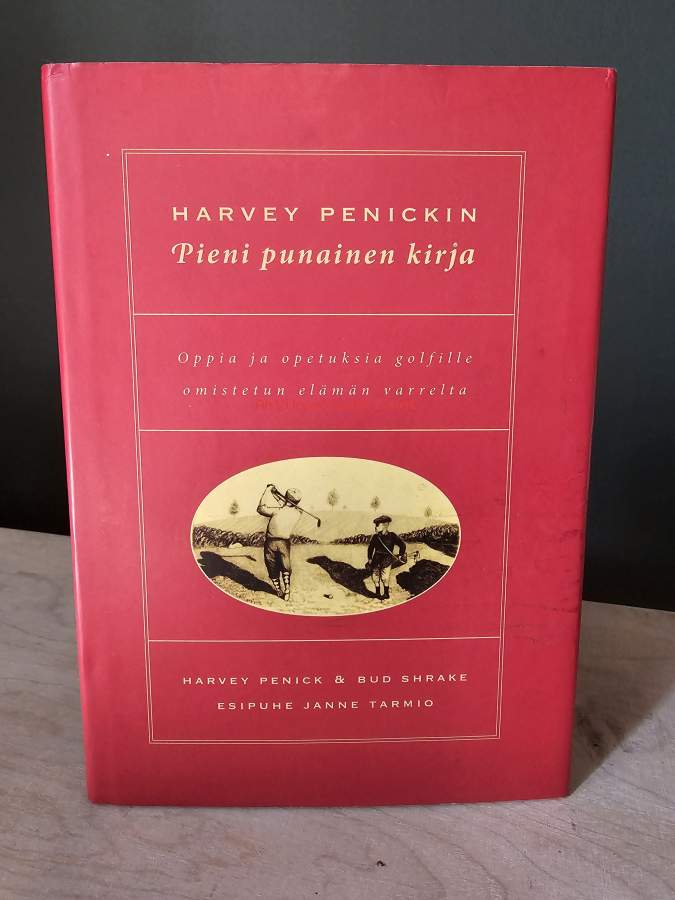 HARVEY PENICKIN
Pieni punainen kirja
Oppia ja opetuksia golfille
omistetun elämän varrelta
HARVEY PENICK & BUD SHRAKE
ESIPUHE JANNE TARMIO